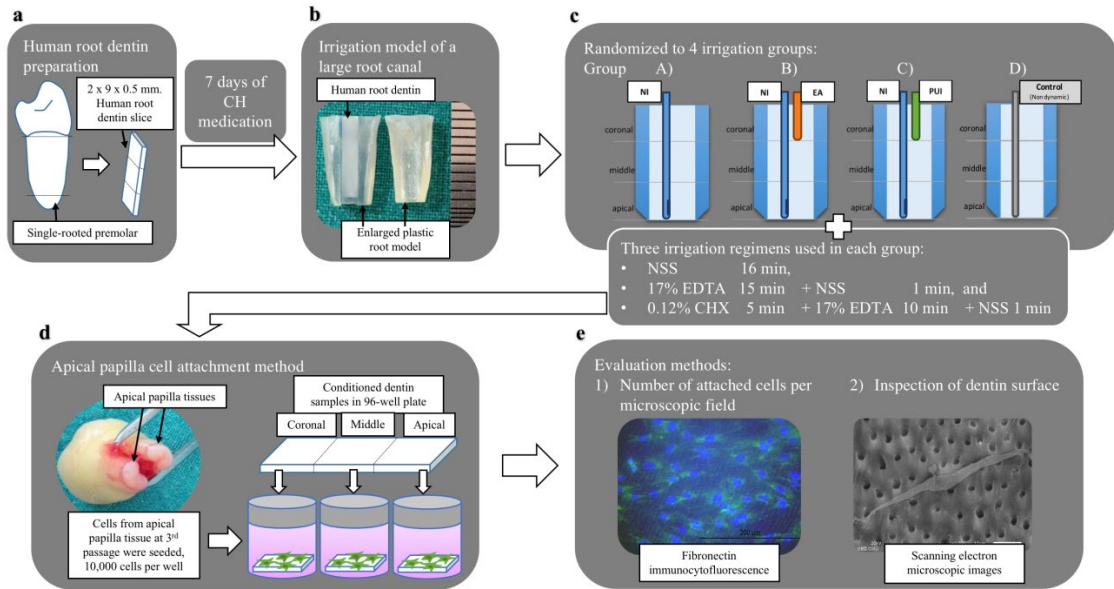 a
Human root dentin
preparation
2 x 9 x 0.5 mm.
Human root
dentin slice
Single-rooted premolar
7 days of
CH
medication
b
Irrigation model of a
large root canal
Human root dentin
Enlarged plastic
root model
c
Randomized to 4 irrigation groups:
Group A) B) C) D)
NI NI EA NI PUI Control
(Non dynamic)
coronal coronal coronal coronal
middle middle middle middle
apical apical apical apical
Three irrigation regimens used in each group:
• NSS 16 min,
• 17% EDTA 15 min + NSS 1 min, and
• 0.12% CHX 5 min + 17% EDTA 10 min + NSS 1 min
d
Apical papilla cell attachment method
Apical papilla tissues
Conditioned dentin
samples in 96-well plate
Coronal Middle Apical
Cells from apical
papilla tissue at 3rd
passage were seeded,
10,000 cells per well
e
Evaluation methods:
1) Number of attached cells per
microscopic field
2) Inspection of dentin surface
Fibronectin
immunocytofluorescence
Scanning electron
microscopic images